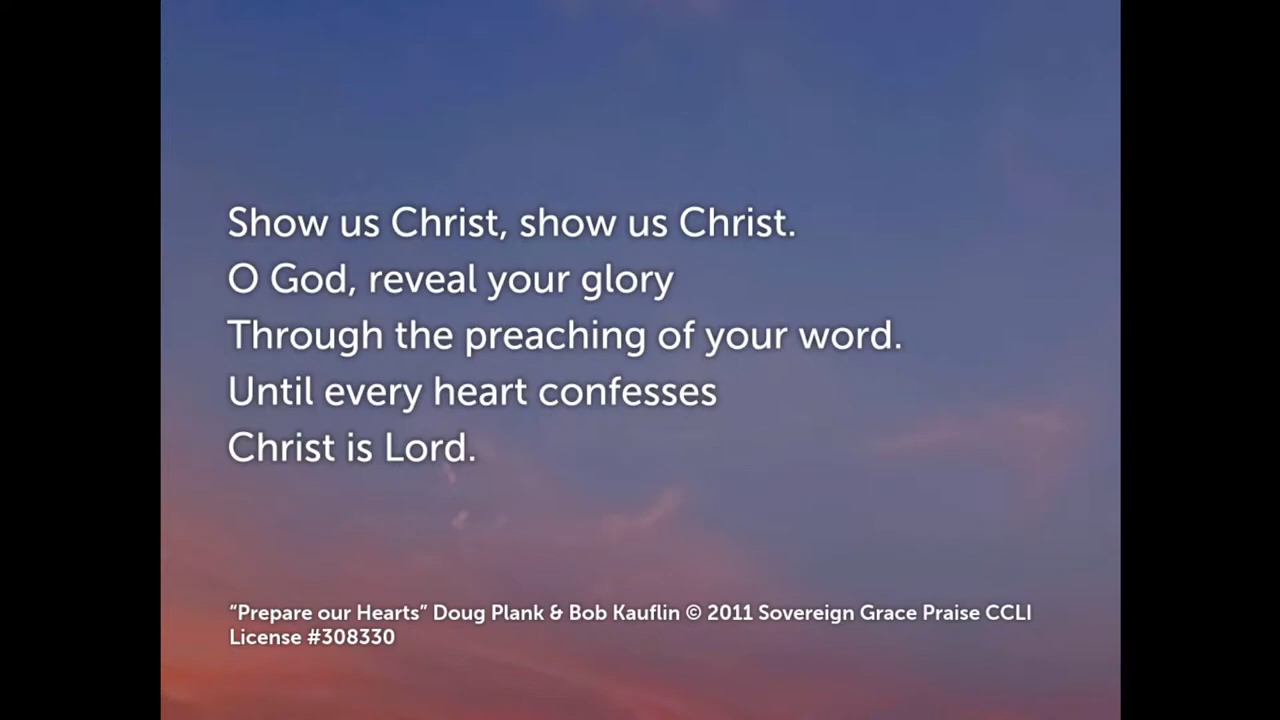 Show us Christ, show us Christ.
O God, reveal your glory
Through the preaching of your word.
Until every heart confesses
Christ is Lord.
“Prepare our Hearts” Doug Plank & Bob Kauflin © 2011 Sovereign Grace Praise CCLI
License #308330